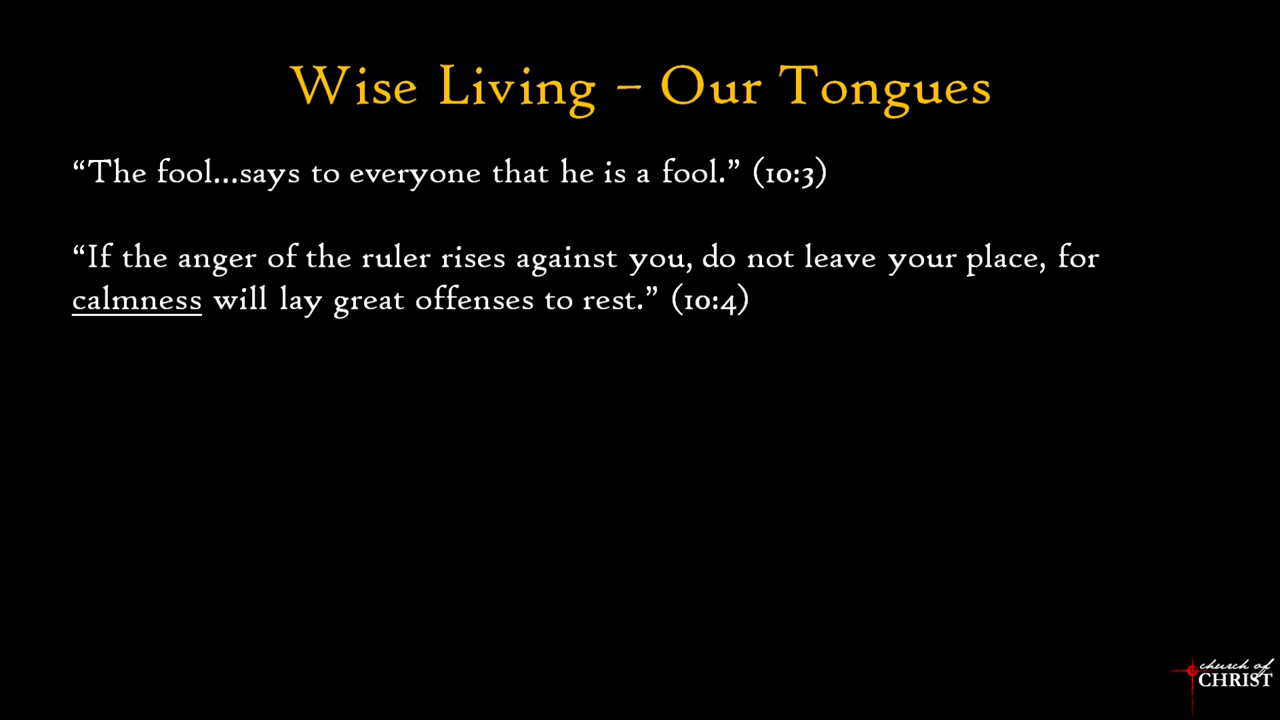 Wise Living – Our Tongues
“The fool...says to everyone that he is a fool.” (10:3)
“If the anger of the ruler rises against you, do not leave your place, for
calmness will lay great offenses to rest.” (10:4)
church of
CHRIST